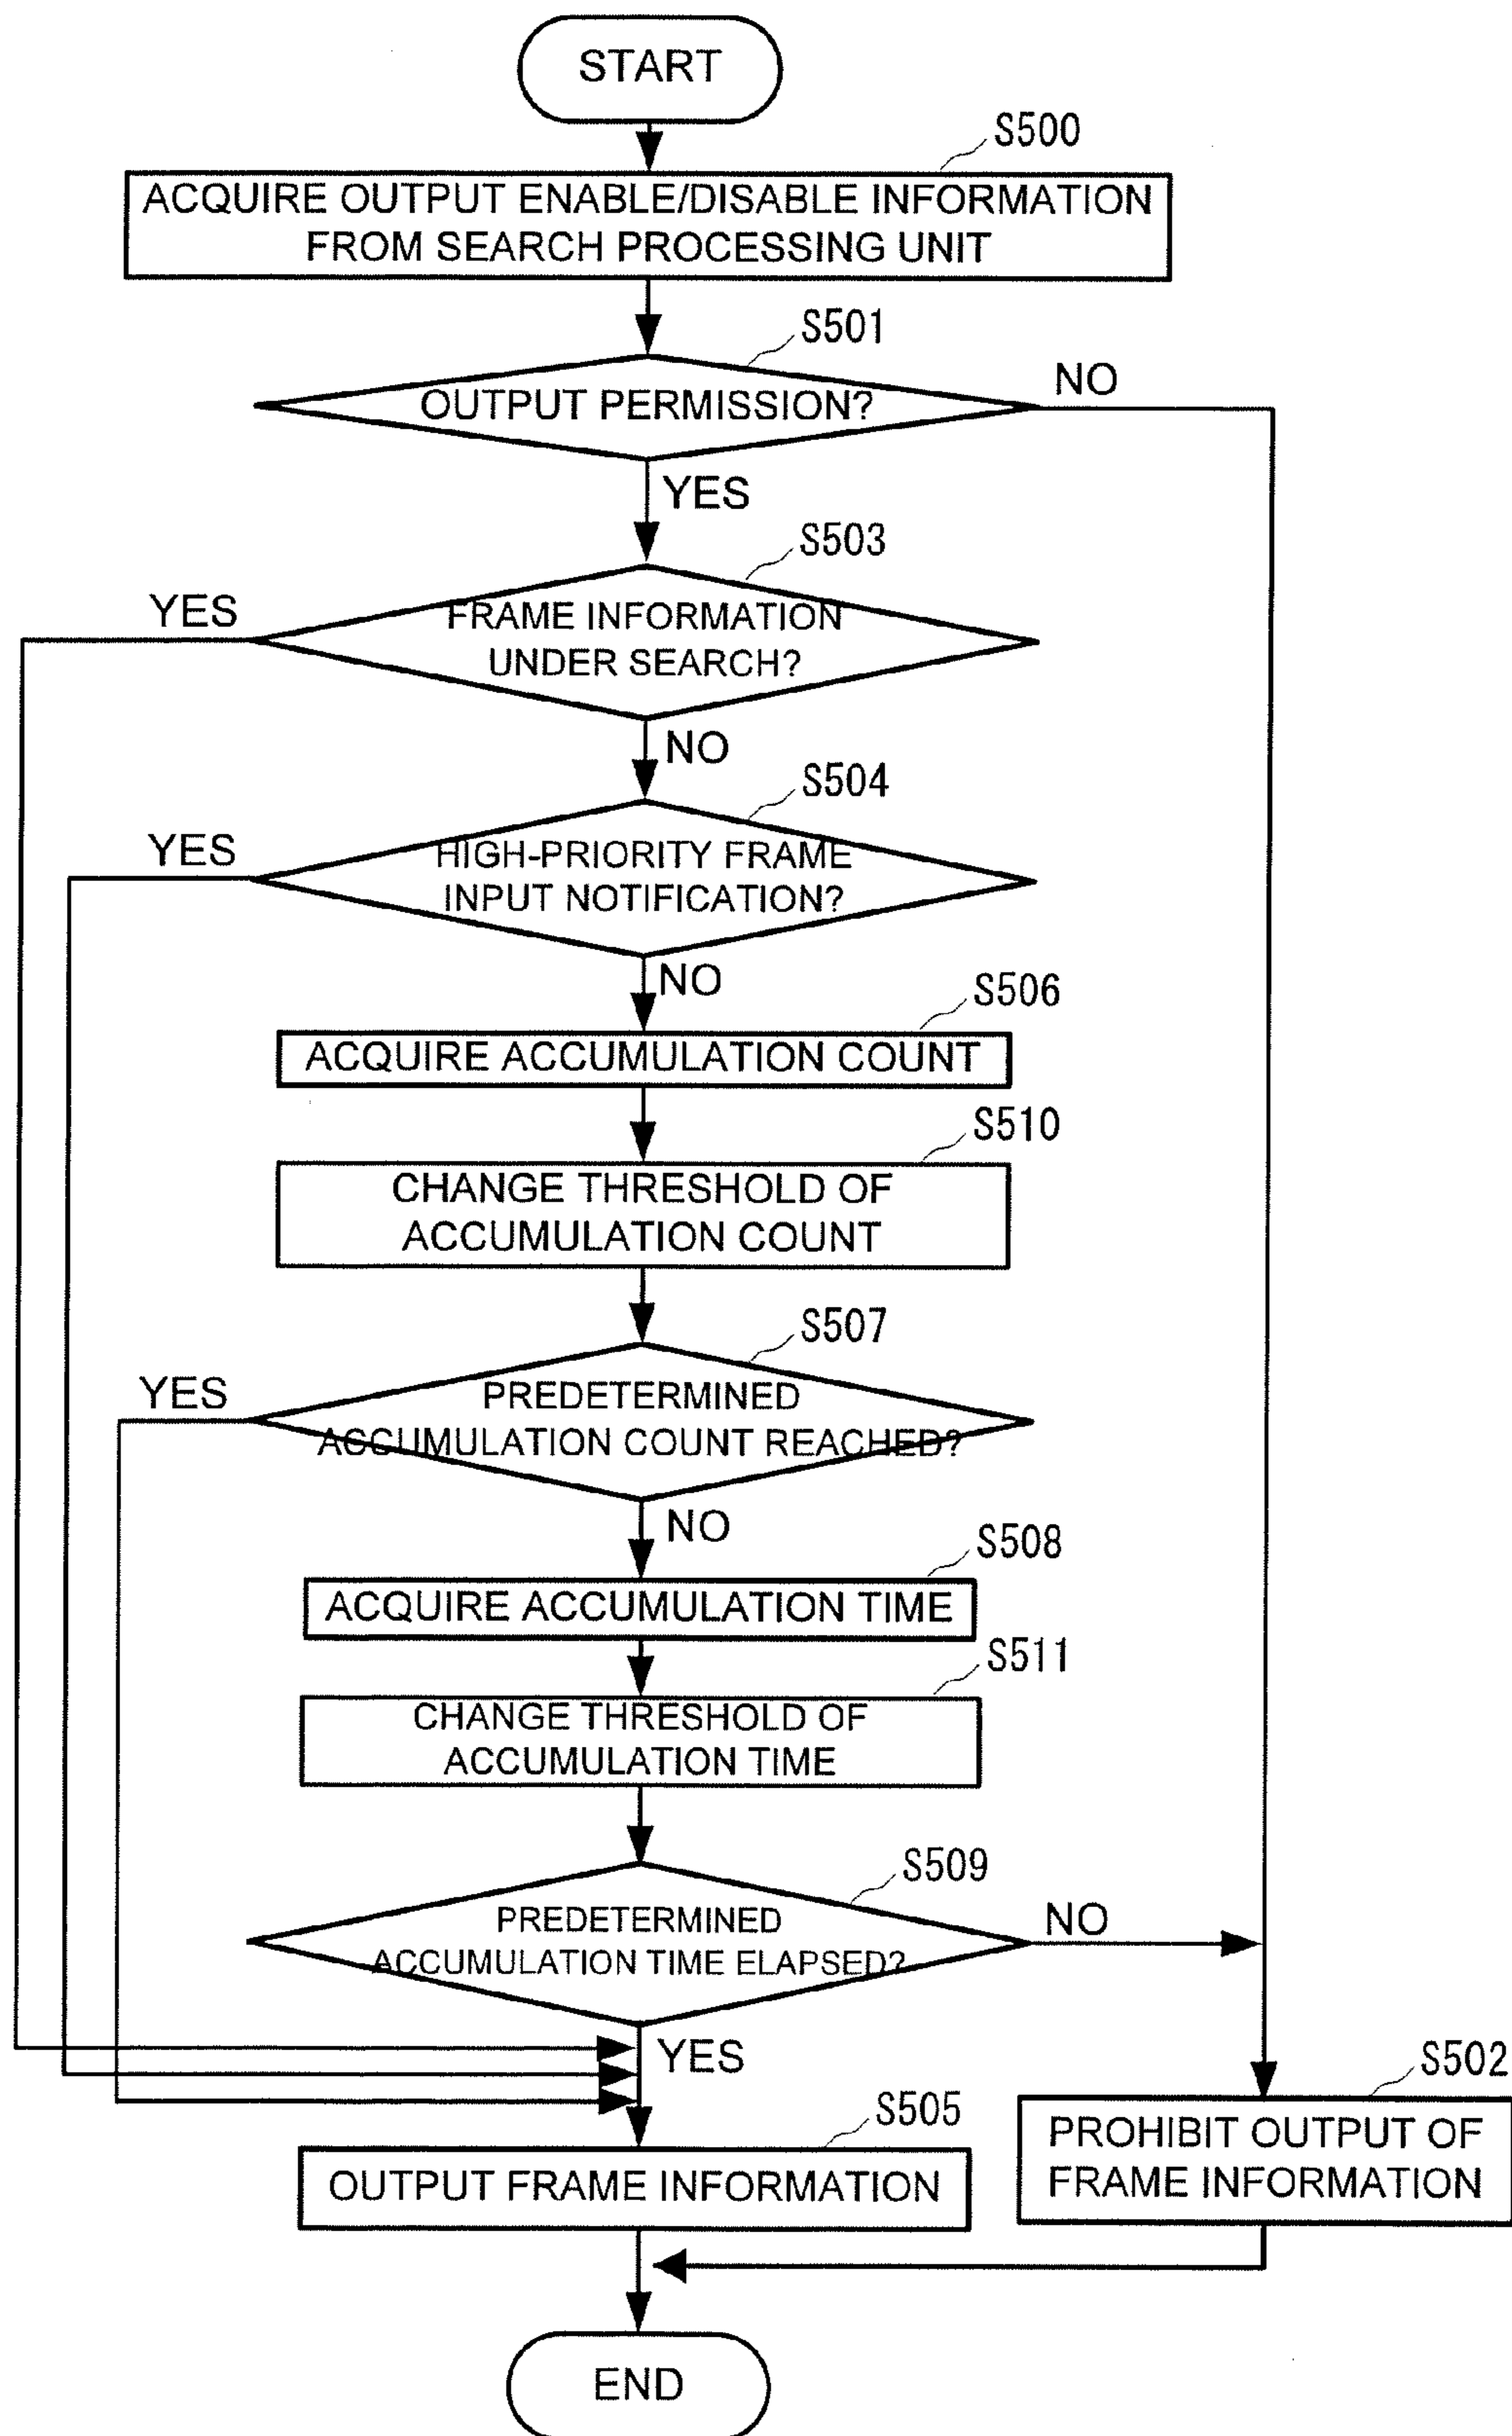 START
S500
ACQUIRE OUTPUT ENABLE/DISABLE INFORMATION
FROM SEARCH PROCESSING UNIT
S501
OUTPUT PERMISSION?
NO
YES
S503
FRAME INFORMATION
UNDER SEARCH?
YES
NO
S504
HIGH-PRIORITY FRAME
INPUT NOTIFICATION?
YES
NO
S506
ACQUIRE ACCUMULATION COUNT
S510
CHANGE THRESHOLD OF
ACCUMULATION COUNT
S507
PREDETERMINED
ACCUMULATION COUNT REACHED?
YES
NO
S508
ACQUIRE ACCUMULATION TIME
S511
CHANGE THRESHOLD OF
ACCUMULATION TIME
S509
PREDETERMINED
ACCUMULATION TIME ELAPSED?
NO
YES
S502
PROHIBIT OUTPUT OF
FRAME INFORMATION
S505
OUTPUT FRAME INFORMATION
END